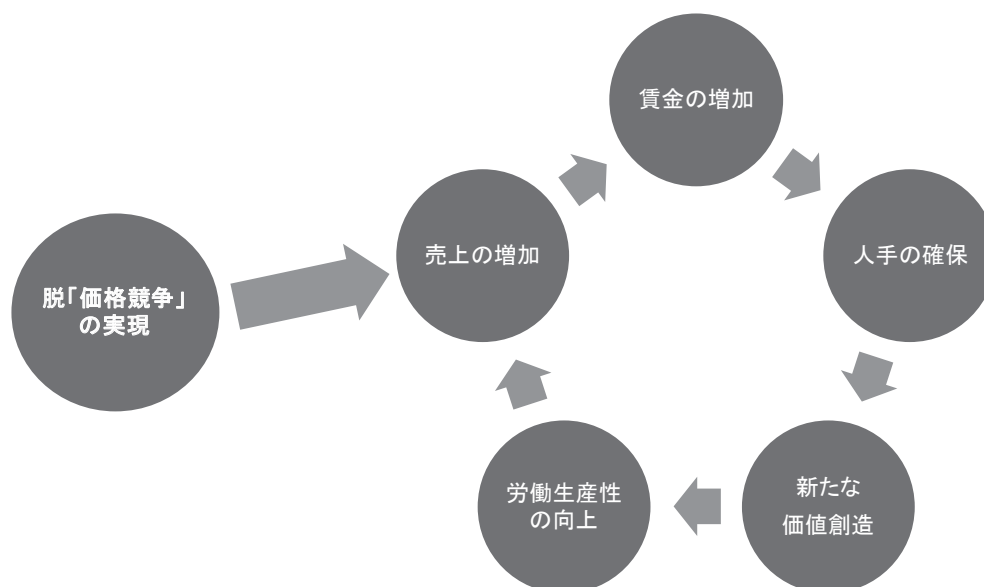 賃金の増加
売上の増加
人手の確保
脱「価格競争」
の実現
労働生産性
の向上
新たな
価値創造